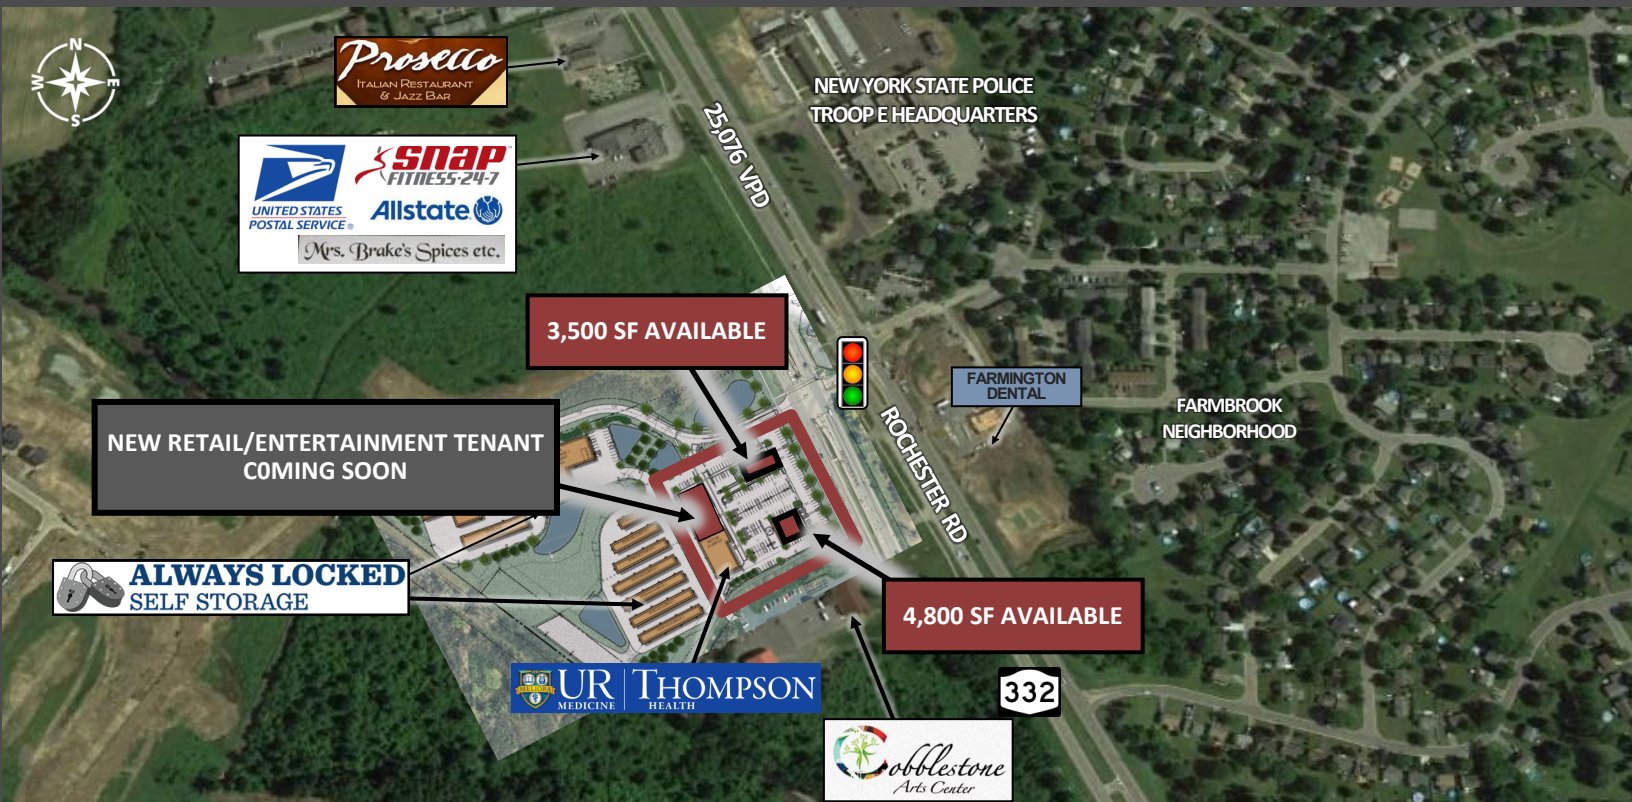 N
W
E
S
Prosecco
ITALIAN RESTAURANT
& JAZZ BAR
NEW YORK STATE POLICE
TROOP E HEADQUARTERS
25,076 VPD
UNITED STATES
POSTAL SERVICE®
snap
FITNESS·24-7
Allstate
Mrs. Brake's Spices etc.
3,500 SF AVAILABLE
FARMINGTON
DENTAL
FARMBROOK
NEIGHBORHOOD
ROCHESTER RD
NEW RETAIL/ENTERTAINMENT TENANT
C0MING SOON
ALWAYS LOCKED
SELF STORAGE
4,800 SF AVAILABLE
MELIORA
UR
MEDICINE
THOMPSON
HEALTH
332
Cobblestone
Arts Center